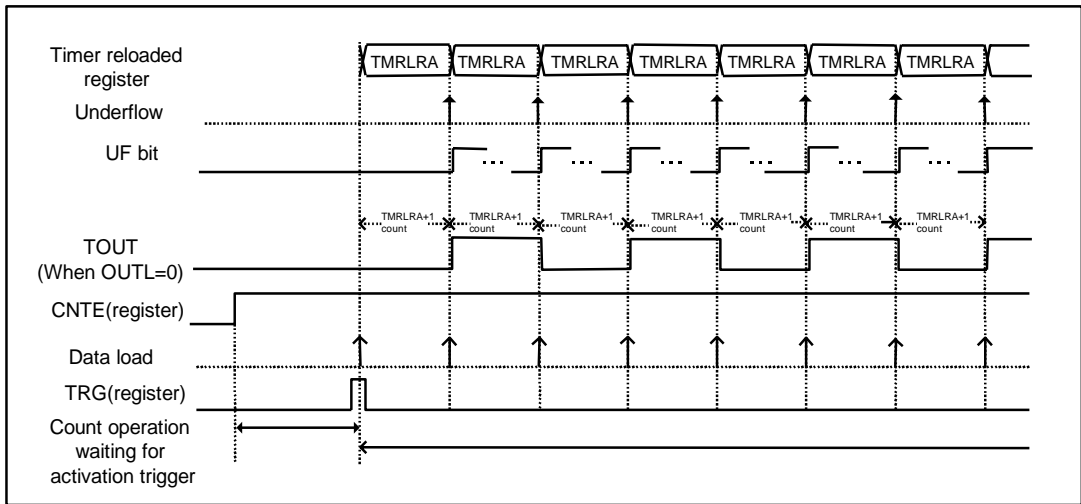 Timer reloaded
register
TMRLRA TMRLRA TMRLRA TMRLRA TMRLRA TMRLRA TMRLRA
Underflow
UF bit
... ... ... ... ... ...
TMRLRA+1 TMRLRA+1 TMRLRA+1 TMRLRA+1 TMRLRA+1 TMRLRA+1 TMRLRA+1
count count count count count count count
TOUT
(When OUTL=0)
CNTE(register)
Data load
TRG(register)
Count operation
waiting for
activation trigger